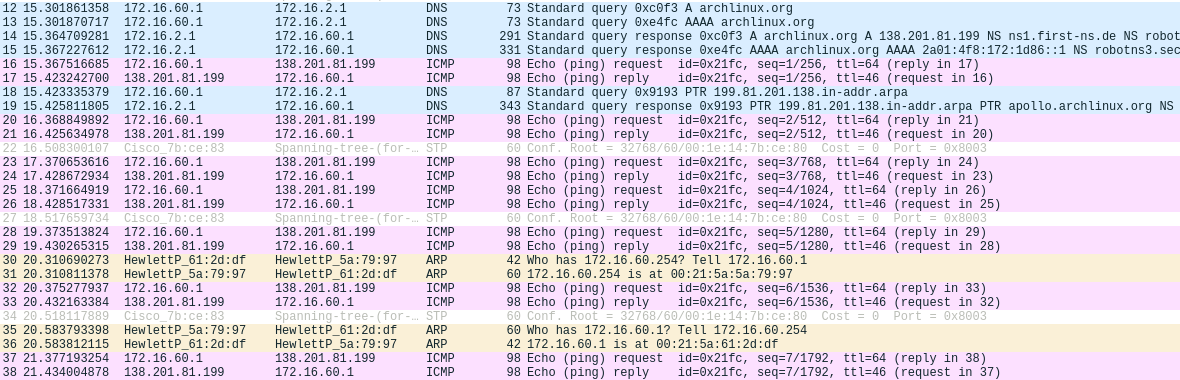 12 15.301861358 172.16.60.1 172.16.2.1 DNS 73 Standard query 0xc0f3 A archlinux.org
13 15.301870717 172.16.60.1 172.16.2.1 DNS 73 Standard query 0xe4fc AAAA archlinux.org
14 15.364709281 172.16.2.1 172.16.60.1 DNS 291 Standard query response 0xc0f3 A archlinux.org A 138.201.81.199 NS ns1.first-ns.de NS robot
15 15.367227612 172.16.2.1 172.16.60.1 DNS 331 Standard query response 0xe4fc AAAA archlinux.org AAAA 2a01:4f8:172:1d86::1 NS robotns3.sec
16 15.367516685 172.16.60.1 138.201.81.199 ICMP 98 Echo (ping) request id=0x21fc, seq=1/256, ttl=64 (reply in 17)
17 15.423242700 138.201.81.199 172.16.60.1 ICMP 98 Echo (ping) reply id=0x21fc, seq=1/256, ttl=46 (request in 16)
18 15.423335379 172.16.60.1 172.16.2.1 DNS 87 Standard query 0x9193 PTR 199.81.201.138.in-addr.arpa
19 15.425811805 172.16.2.1 172.16.60.1 DNS 343 Standard query response 0x9193 PTR 199.81.201.138.in-addr.arpa PTR apollo.archlinux.org NS
20 16.368849892 172.16.60.1 138.201.81.199 ICMP 98 Echo (ping) request id=0x21fc, seq=2/512, ttl=64 (reply in 21)
21 16.425634978 138.201.81.199 172.16.60.1 ICMP 98 Echo (ping) reply id=0x21fc, seq=2/512, ttl=46 (request in 20)
22 16.508300107 Cisco_7b:ce:83 Spanning-tree-(for-… STP 60 Conf. Root = 32768/60/00:1e:14:7b:ce:80 Cost = 0 Port = 0x8003
23 17.370653616 172.16.60.1 138.201.81.199 ICMP 98 Echo (ping) request id=0x21fc, seq=3/768, ttl=64 (reply in 24)
24 17.428672934 138.201.81.199 172.16.60.1 ICMP 98 Echo (ping) reply id=0x21fc, seq=3/768, ttl=46 (request in 23)
25 18.371664919 172.16.60.1 138.201.81.199 ICMP 98 Echo (ping) request id=0x21fc, seq=4/1024, ttl=64 (reply in 26)
26 18.428517331 138.201.81.199 172.16.60.1 ICMP 98 Echo (ping) reply id=0x21fc, seq=4/1024, ttl=46 (request in 25)
27 18.517659734 Cisco_7b:ce:83 Spanning-tree-(for-… STP 60 Conf. Root = 32768/60/00:1e:14:7b:ce:80 Cost = 0 Port = 0x8003
28 19.373513824 172.16.60.1 138.201.81.199 ICMP 98 Echo (ping) request id=0x21fc, seq=5/1280, ttl=64 (reply in 29)
29 19.430265315 138.201.81.199 172.16.60.1 ICMP 98 Echo (ping) reply id=0x21fc, seq=5/1280, ttl=46 (request in 28)
30 20.310690273 HewlettP_61:2d:df HewlettP_5a:79:97 ARP 42 Who has 172.16.60.254? Tell 172.16.60.1
31 20.310811378 HewlettP_5a:79:97 HewlettP_61:2d:df ARP 60 172.16.60.254 is at 00:21:5a:5a:79:97
32 20.375277937 172.16.60.1 138.201.81.199 ICMP 98 Echo (ping) request id=0x21fc, seq=6/1536, ttl=64 (reply in 33)
33 20.432163384 138.201.81.199 172.16.60.1 ICMP 98 Echo (ping) reply id=0x21fc, seq=6/1536, ttl=46 (request in 32)
34 20.518117889 Cisco_7b:ce:83 Spanning-tree-(for-… STP 60 Conf. Root = 32768/60/00:1e:14:7b:ce:80 Cost = 0 Port = 0x8003
35 20.583793398 HewlettP_5a:79:97 HewlettP_61:2d:df ARP 60 Who has 172.16.60.1? Tell 172.16.60.254
36 20.583812115 HewlettP_61:2d:df HewlettP_5a:79:97 ARP 42 172.16.60.1 is at 00:21:5a:61:2d:df
37 21.377193254 172.16.60.1 138.201.81.199 ICMP 98 Echo (ping) request id=0x21fc, seq=7/1792, ttl=64 (reply in 38)
38 21.434004878 138.201.81.199 172.16.60.1 ICMP 98 Echo (ping) reply id=0x21fc, seq=7/1792, ttl=46 (request in 37)